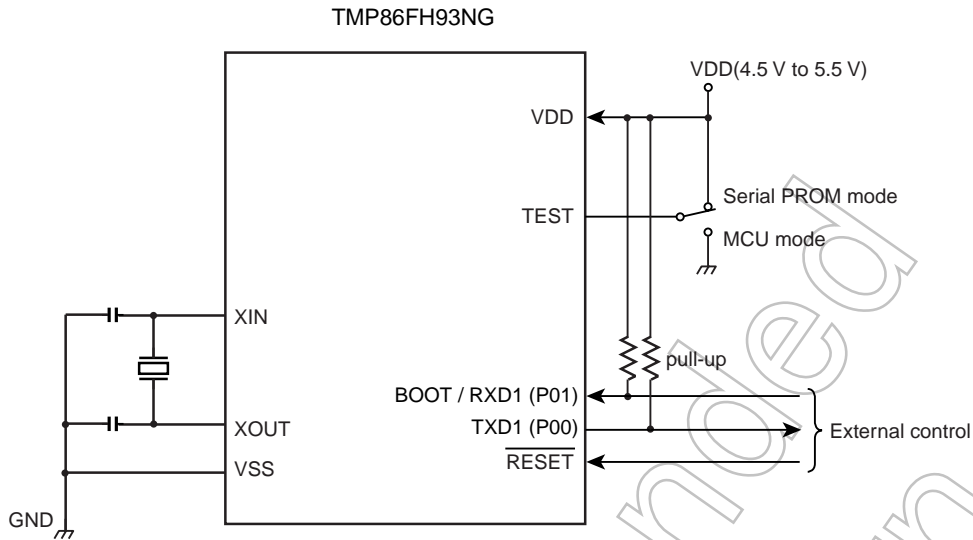 TMP86FH93NG
VDD(4.5 V to 5.5 V)
VDD
Serial PROM mode
TEST
MCU mode
XIN
pull-up
BOOT / RXD1 (P01)
XOUT
TXD1 (P00)
External control
RESET
VSS
GND